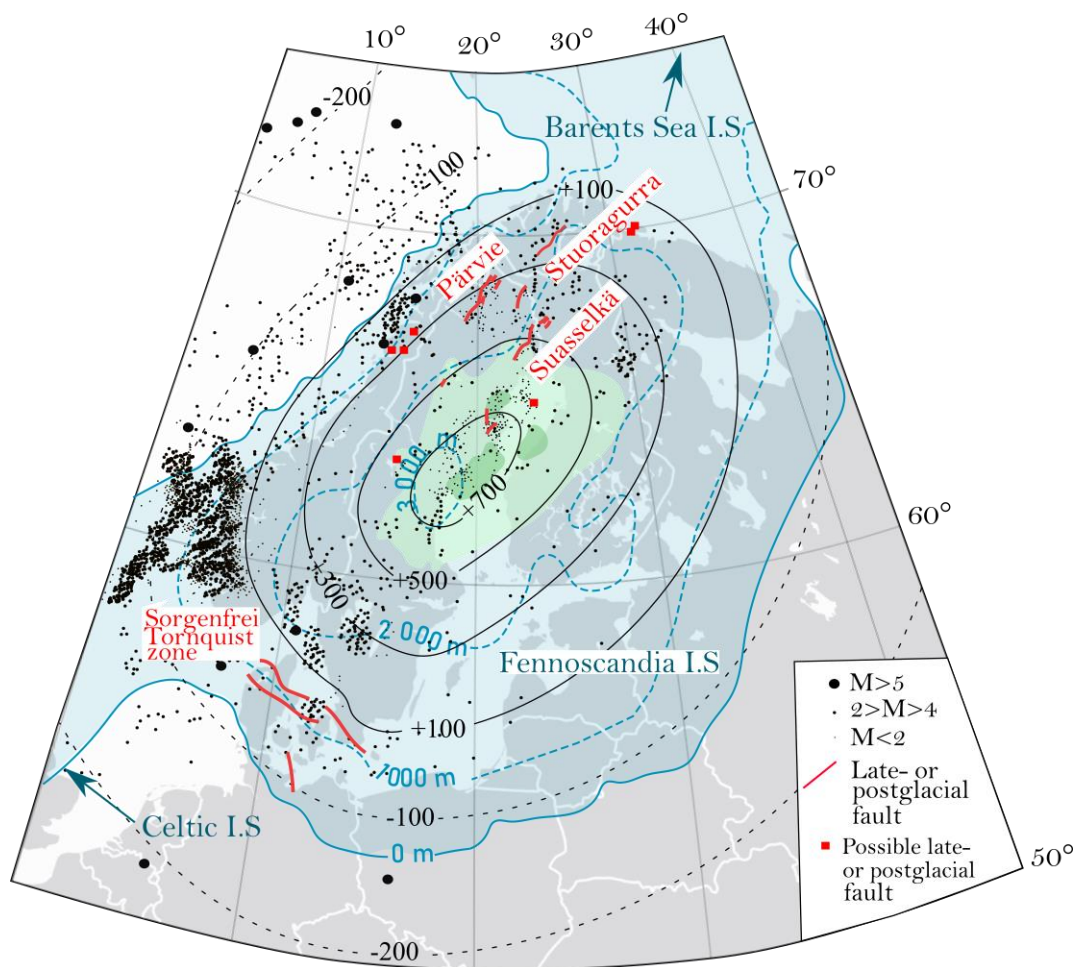 10°
20°
30°
40°
-200
Barents Sea I.S
-100
+100
70°
Stuoragurra
Pärvie
Suasselkä
3 000 m
+700
60°
+500
+300
Sorgenfrei
Tornquist
zone
2 000 m
Fennoscandia I.S
+100
1000 m
-100
Celtic I.S
0 m
-200
M>5
2>M>4
M<2
Late- or
postglacial
fault
Possible late-
or postglacial
fault
50°